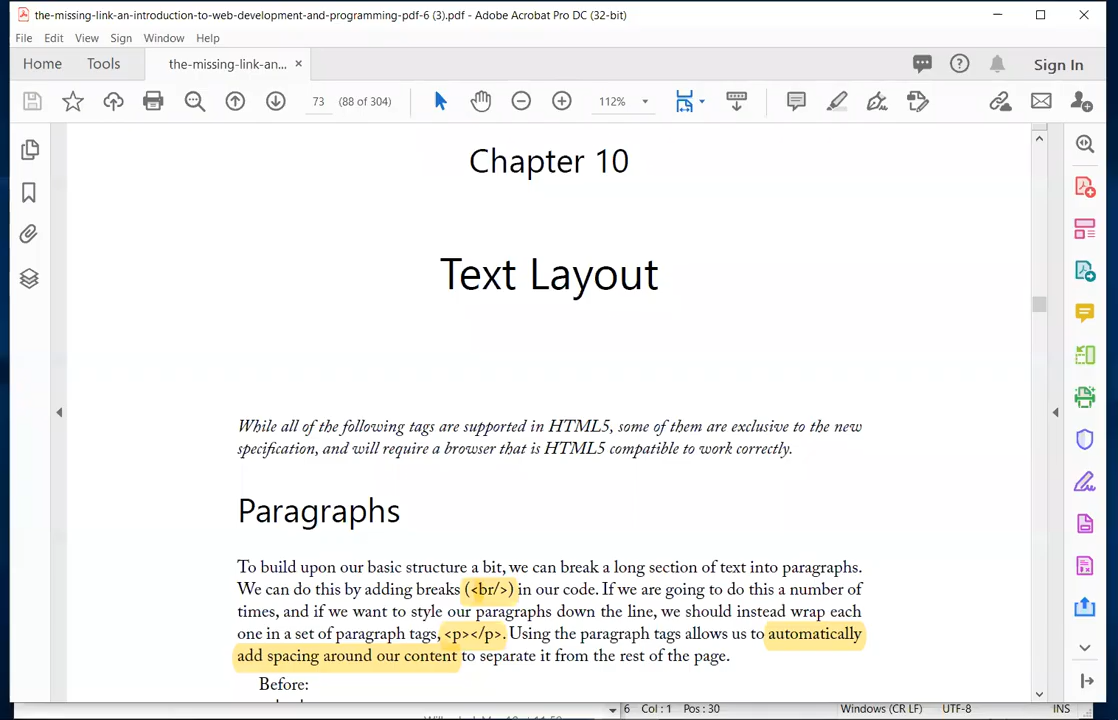 the-missing-link-an-introduction-to-web-development-and-programming-pdf-6 (3).pdf - Adobe Acrobat Pro DC (32-bit)
File Edit View Sign Window Help
Home Tools the-missing-link-an... × Sign In
73 (88 of 304) 112%
Chapter 10
Text Layout
While all of the following tags are supported in HTML5, some of them are exclusive to the new
specification, and will require a browser that is HTML5 compatible to work correctly.
Paragraphs
To build upon our basic structure a bit, we can break a long section of text into paragraphs.
We can do this by adding breaks (<br/>) in our code. If we are going to do this a number of
times, and if we want to style our paragraphs down the line, we should instead wrap each
one in a set of paragraph tags, <p></p>. Using the paragraph tags allows us to automatically
add spacing around our content to separate it from the rest of the page.
Before:
6 Col : 1 Pos : 30 Windows (CR LF) UTF-8 INS